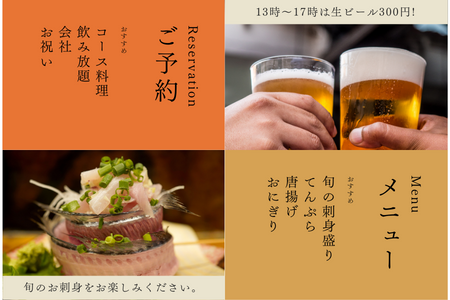 Reservation
ご予約
おすすめ
コース料理
飲み放題
会社
お祝い
13時～17時は生ビール300円!
旬のお刺身をお楽しみください。
Menu
メニュー
おすすめ
旬の刺身盛り
てんぷら
唐揚げ
おにぎり